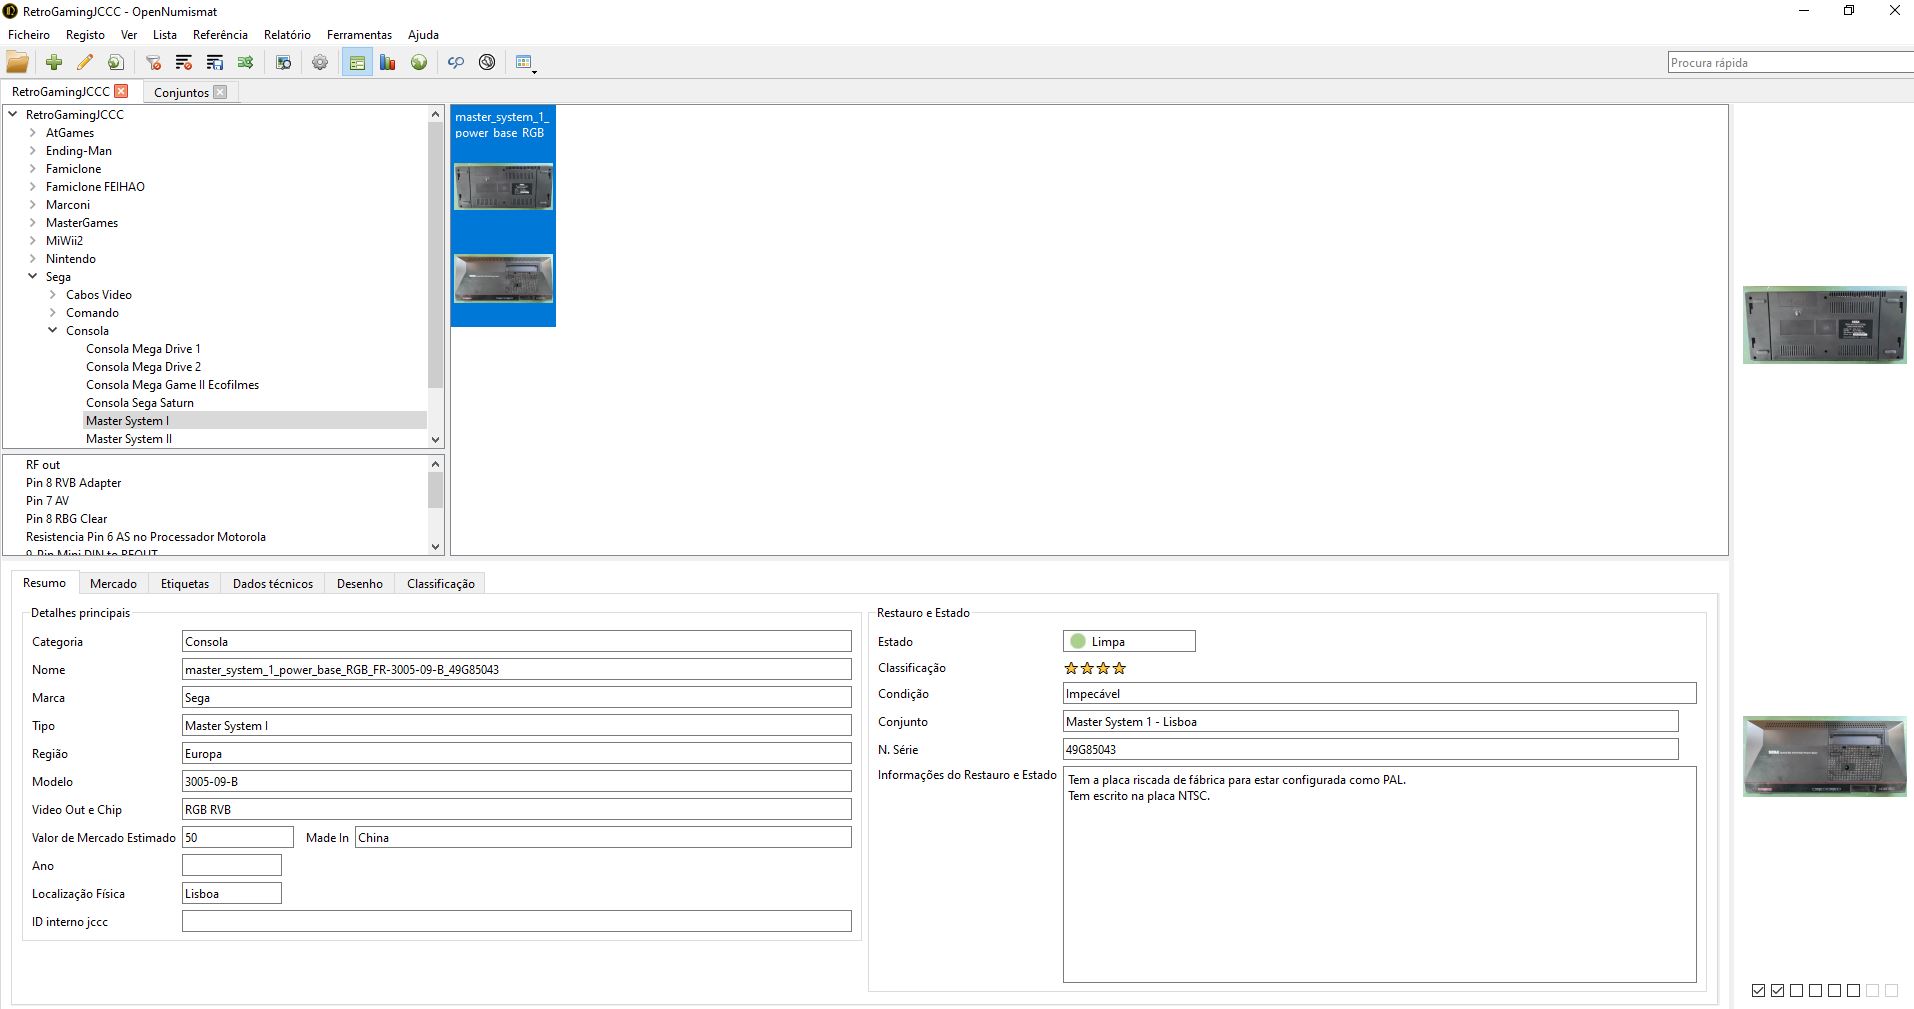 RetroGamingJCCC - OpenNumismat
Ficheiro Registo Ver Lista Referência Relatório Ferramentas Ajuda
Procura rápida
RetroGamingJCCC Conjuntos
RetroGamingJCCC
AtGames
Ending-Man
Famiclone
Famiclone FEIHAO
Marconi
MasterGames
MiWii2
Nintendo
Sega
Cabos Video
Comando
Consola
Consola Mega Drive 1
Consola Mega Drive 2
Consola Mega Game II Ecofilmes
Consola Sega Saturn
Master System I
Master System II
RF out
Pin 8 RVB Adapter
Pin 7 AV
Pin 8 RBG Clear
Resistencia Pin 6 AS no Processador Motorola
9-Pin Mini DIN to RFOUT
master_system_1_
power_base_RGB
Resumo Mercado Etiquetas Dados técnicos Desenho Classificação
Detalhes principais
Categoria Consola
Nome master_system_1_power_base_RGB_FR-3005-09-B_49G85043
Marca Sega
Tipo Master System I
Região Europa
Modelo 3005-09-B
Video Out e Chip RGB RVB
Valor de Mercado Estimado 50 Made In China
Ano
Localização Física Lisboa
ID interno jccc
Restauro e Estado
Estado Limpa
Classificação
Condição Impecável
Conjunto Master System 1 - Lisboa
N. Série 49G85043
Informações do Restauro e Estado Tem a placa riscada de fábrica para estar configurada como PAL.
Tem escrito na placa NTSC.